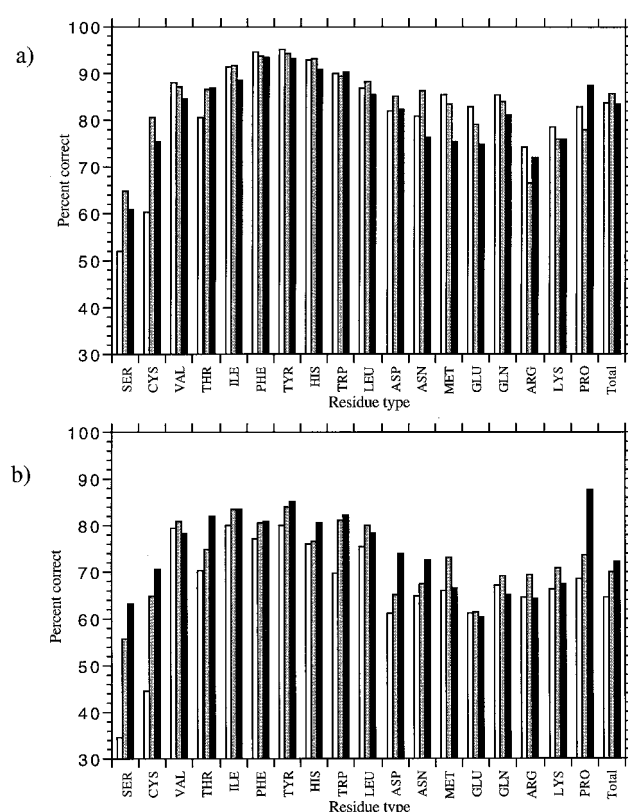 a)
Percent correct
100
90
80
70
60
50
40
30
SER CYS VAL THR ILE PHE TYR HIS TRP LEU ASP ASN MET GLU GLN ARG LYS PRO Total
Residue type
b)
Percent correct
100
90
80
70
60
50
40
30
SER CYS VAL THR ILE PHE TYR HIS TRP LEU ASP ASN MET GLU GLN ARG LYS PRO Total
Residue type